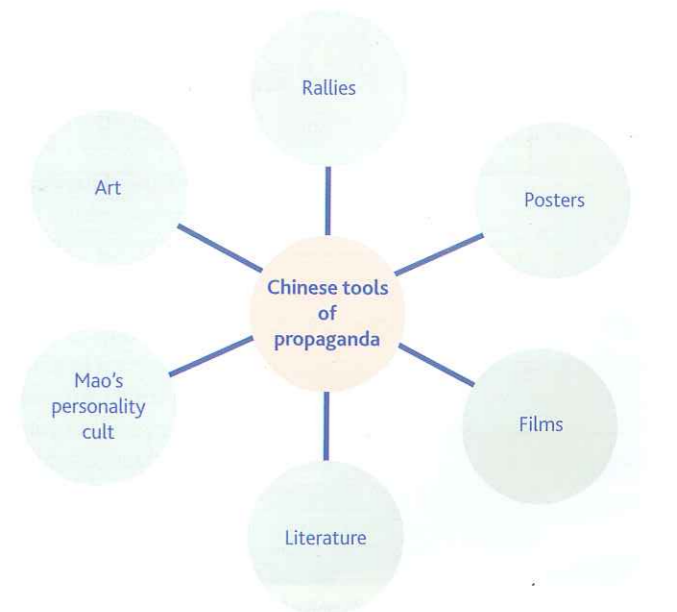 Rallies
Art
Posters
Chinese tools
of
propaganda
Mao's
personality
cult
Films
Literature